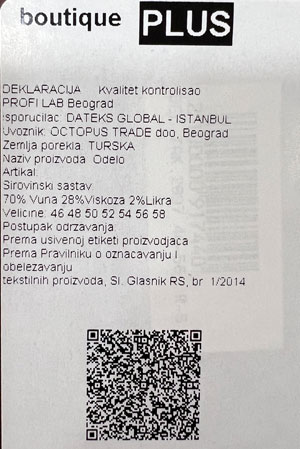 boutique PLUS
DEKLARACIJA Kvalitet kontrolisao
PROFI LAB Beograd
Isporucilac: DATEKS GLOBAL - ISTANBUL
Uvoznik: OCTOPUS TRADE doo, Beograd
Zemlja porekla: TURSKA
Naziv proizvoda Odelo
Artikal:
Sirovinski sastav
70% Vuna 28%Viskoza 2%Likra
Velicine: 46 48 50 52 54 56 58
Postupak odrzavanja:
Prema usivenoj etiketi proizvodjaca
Prema Pravilniku o oznacavanju I
obelezavanju
tekstilnih proizvoda, Sl. Glasnik RS, br 1/2014